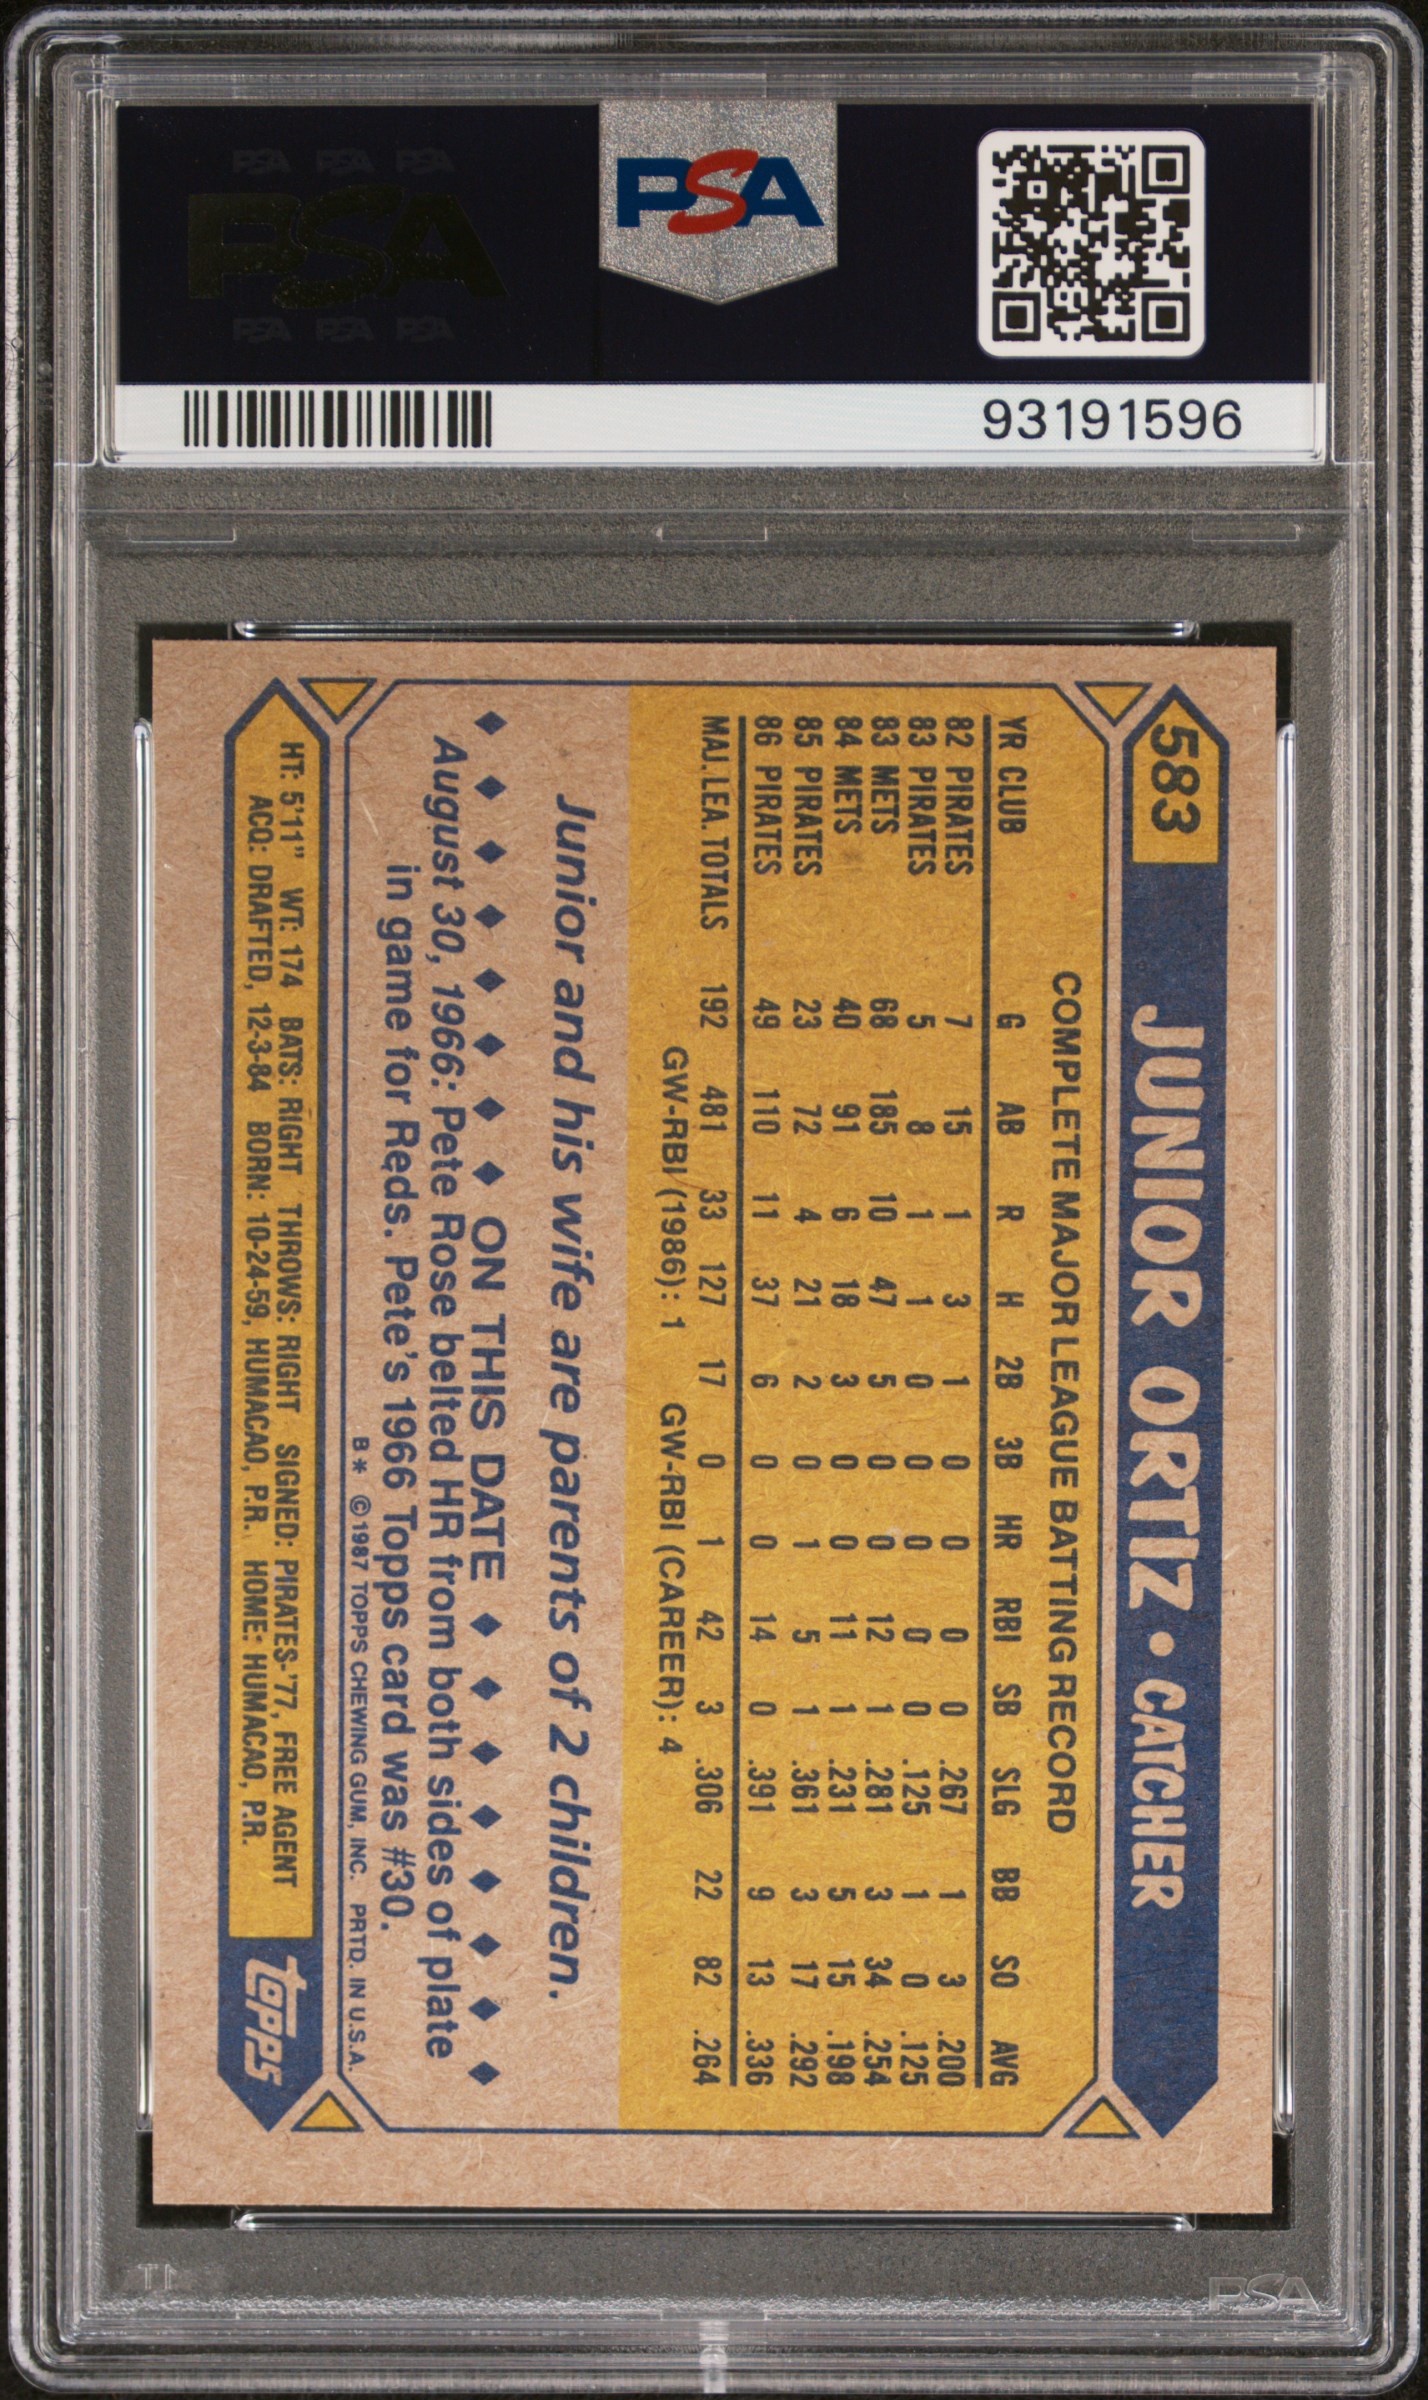 PSA PSA PSA
PSA
PSA PSA PSA
PSA
93191596
583 JUNIOR ORTIZ • CATCHER
COMPLETE MAJOR LEAGUE BATTING RECORD
YR CLUB G AB R H 2B 3B HR RBI SB SLG BB SO AVG
82 PIRATES 7 15 1 3 1 0 0 0 0 .267 1 3 .200
83 PIRATES 5 8 1 1 0 0 0 0 0 .125 1 0 .125
83 METS 68 185 10 47 5 0 0 12 1 .281 3 34 .254
84 METS 40 91 6 18 3 0 0 11 1 .231 5 15 .198
85 PIRATES 23 72 4 21 2 0 1 5 1 .361 3 17 .292
86 PIRATES 49 110 11 37 6 0 0 14 0 .391 9 13 .336
MAJ. LEA. TOTALS 192 481 33 127 17 0 1 42 3 .306 22 82 .264
GW-RBI (1986): 1 GW-RBI (CAREER): 4
Junior and his wife are parents of 2 children.
◆ ◆ ◆ ◆ ◆ ◆ ◆ ◆ ON THIS DATE ◆ ◆ ◆ ◆ ◆ ◆ ◆ ◆
August 30, 1966: Pete Rose belted HR from both sides of plate
in game for Reds. Pete's 1966 Topps card was #30.
B* ©1987 TOPPS CHEWING GUM, INC. PRTD. IN U.S.A.
HT: 5'11" WT: 174 BATS: RIGHT THROWS: RIGHT SIGNED: PIRATES-'77, FREE AGENT
ACQ: DRAFTED, 12-3-84 BORN: 10-24-59, HUMACAO, P.R. HOME: HUMACAO, P.R.
topps
PSA